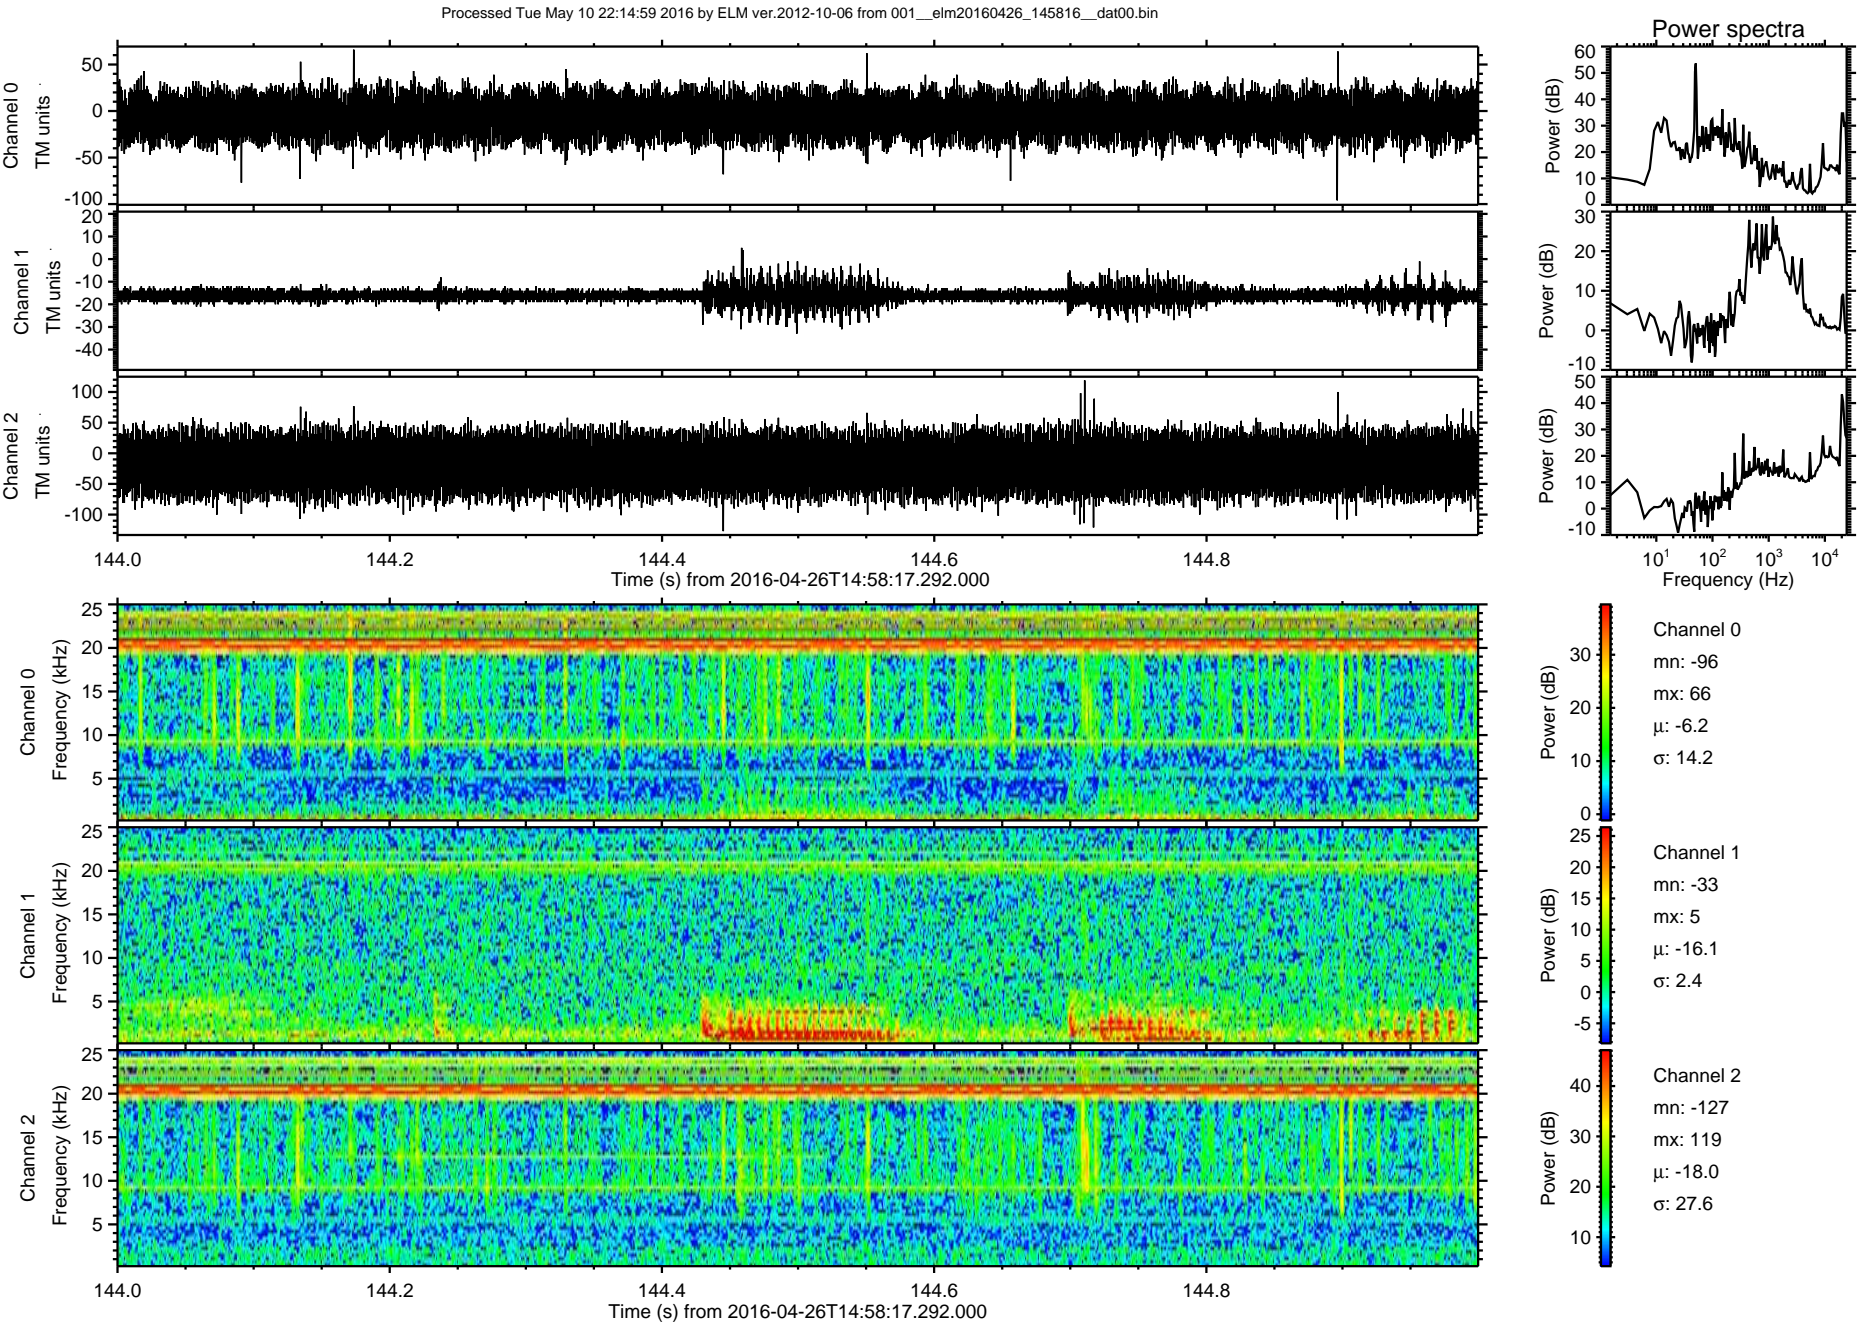 Processed Tue May 10 22:14:59 2016 by ELM ver.2012-10-06 from 001__elm20160426_145816__dat00.bin
Power spectra
Channel 0
TM units
50
0
-50
-100
Power (dB)
60
50
40
30
20
10
0
Channel 1
TM units
20
10
0
-10
-20
-30
-40
Power (dB)
30
20
10
0
-10
Channel 2
TM units
100
50
0
-50
-100
Power (dB)
50
40
30
20
10
0
-10
144.0
144.2
144.4
144.6
144.8
Time (s) from 2016-04-26T14:58:17.292.000
10^1
10^2
10^3
10^4
Frequency (Hz)
Channel 0
Frequency (kHz)
25
20
15
10
5
Power (dB)
30
20
10
0
Channel 0
mn: -96
mx: 66
μ: -6.2
σ: 14.2
Channel 1
Frequency (kHz)
25
20
15
10
5
Power (dB)
25
20
15
10
5
0
-5
Channel 1
mn: -33
mx: 5
μ: -16.1
σ: 2.4
Channel 2
Frequency (kHz)
25
20
15
10
5
Power (dB)
40
30
20
10
Channel 2
mn: -127
mx: 119
μ: -18.0
σ: 27.6
144.0
144.2
144.4
144.6
144.8
Time (s) from 2016-04-26T14:58:17.292.000